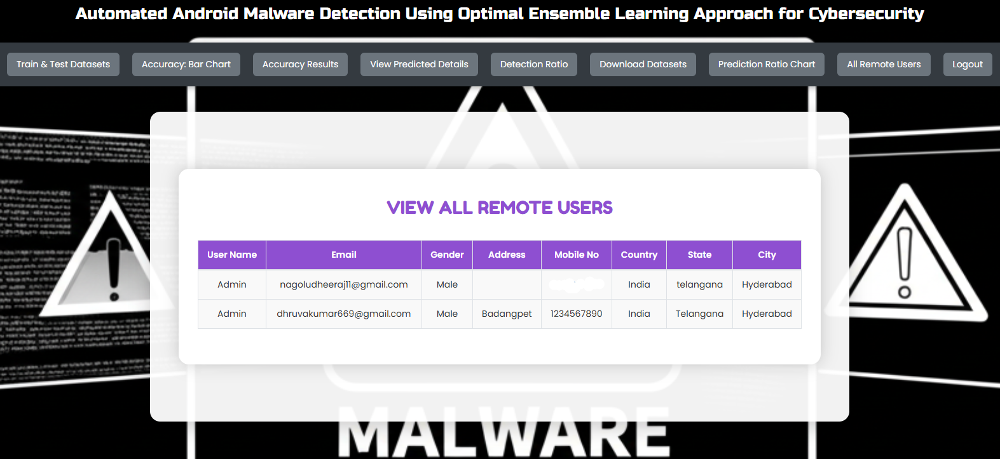 Automated Android Malware Detection Using Optimal Ensemble Learning Approach for Cybersecurity
Train & Test Datasets Accuracy: Bar Chart Accuracy Results View Predicted Details Detection Ratio Download Datasets Prediction Ratio Chart All Remote Users Logout
VIEW ALL REMOTE USERS
User Name Email Gender Address Mobile No Country State City
Admin nagoludheeraj11@gmail.com Male India telangana Hyderabad
Admin dhruvakumar669@gmail.com Male Badangpet 1234567890 India Telangana Hyderabad
MALWARE